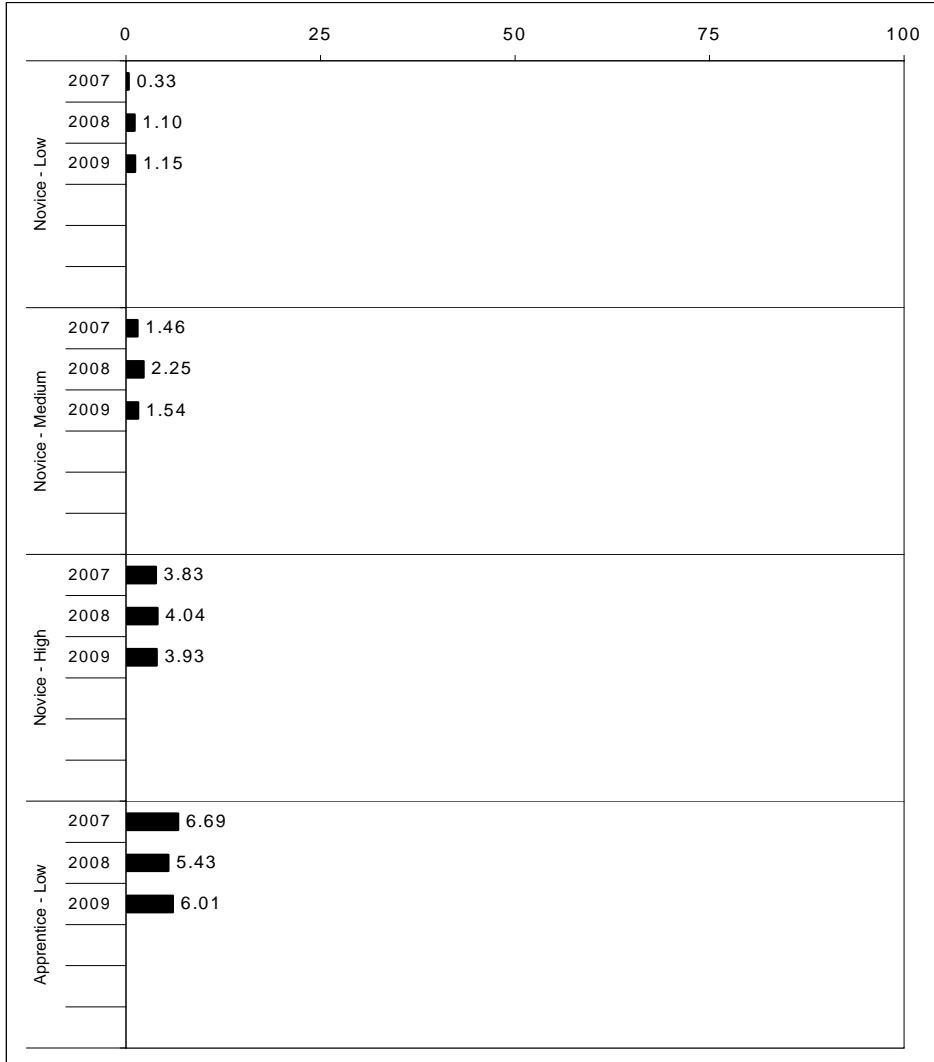 0 25 50 75 100
Novice - Low
2007 0.33
2008 1.10
2009 1.15
Novice - Medium
2007 1.46
2008 2.25
2009 1.54
Novice - High
2007 3.83
2008 4.04
2009 3.93
Apprentice - Low
2007 6.69
2008 5.43
2009 6.01